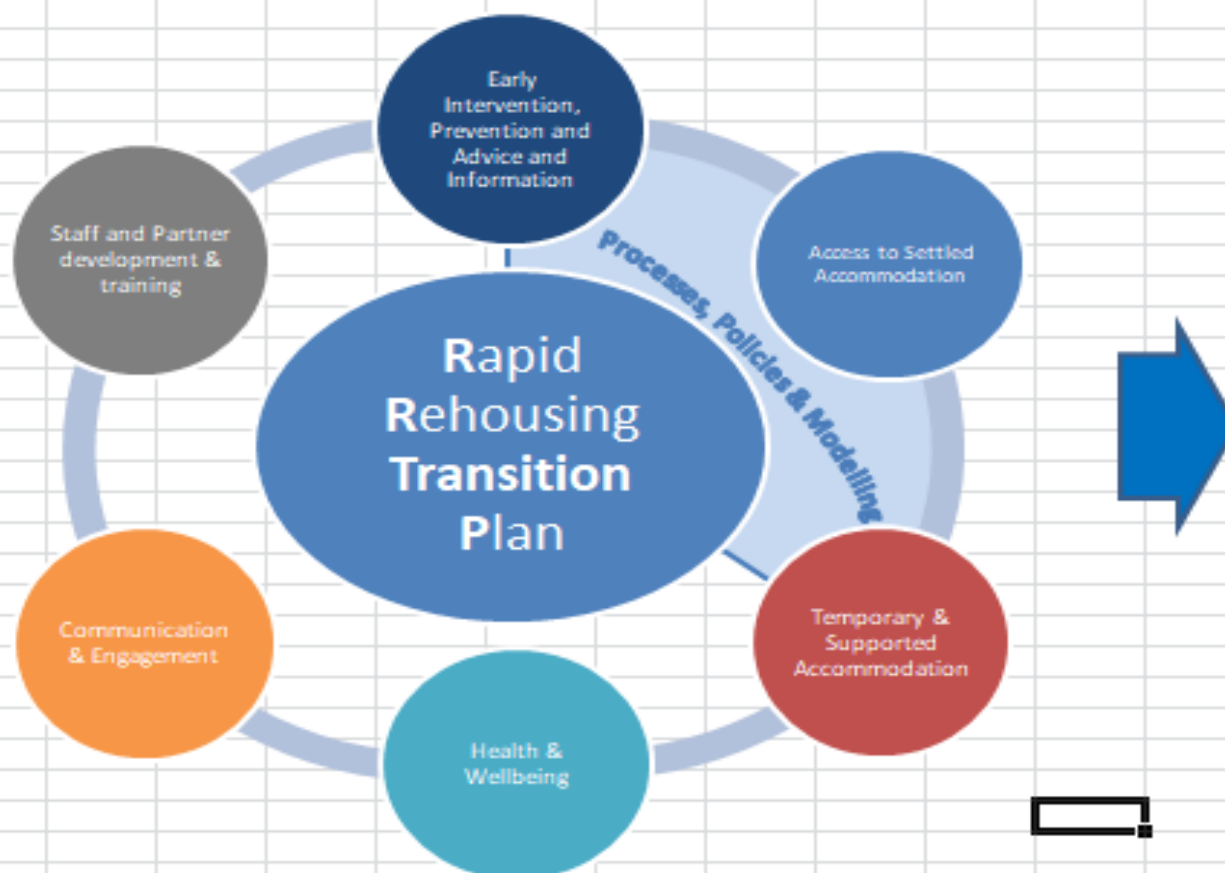 Early
Intervention,
Prevention and
Advice and
Information
Staff and Partner
development &
training
Access to Settled
Accommodation
Processes, Policies & Modelling
Rapid
Rehousing
Transition
Plan
Communication
& Engagement
Temporary &
Supported
Accommodation
Health &
Wellbeing